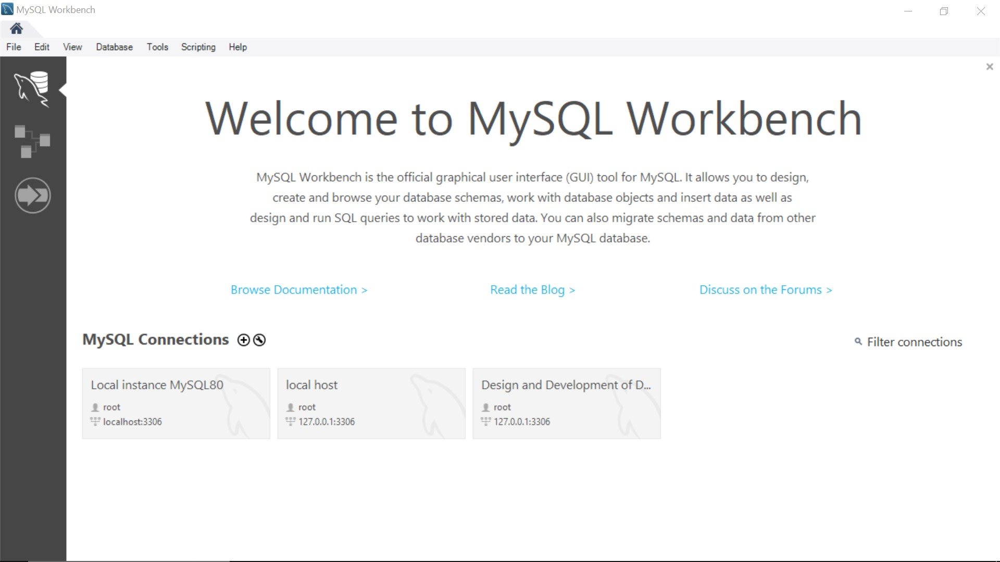 MySQL Workbench
File Edit View Database Tools Scripting Help
Welcome to MySQL Workbench
MySQL Workbench is the official graphical user interface (GUI) tool for MySQL. It allows you to design,
create and browse your database schemas, work with database objects and insert data as well as
design and run SQL queries to work with stored data. You can also migrate schemas and data from other
database vendors to your MySQL database.
Browse Documentation > Read the Blog > Discuss on the Forums >
MySQL Connections
Filter connections
Local instance MySQL80
root
localhost:3306
local host
root
127.0.0.1:3306
Design and Development of D...
root
127.0.0.1:3306